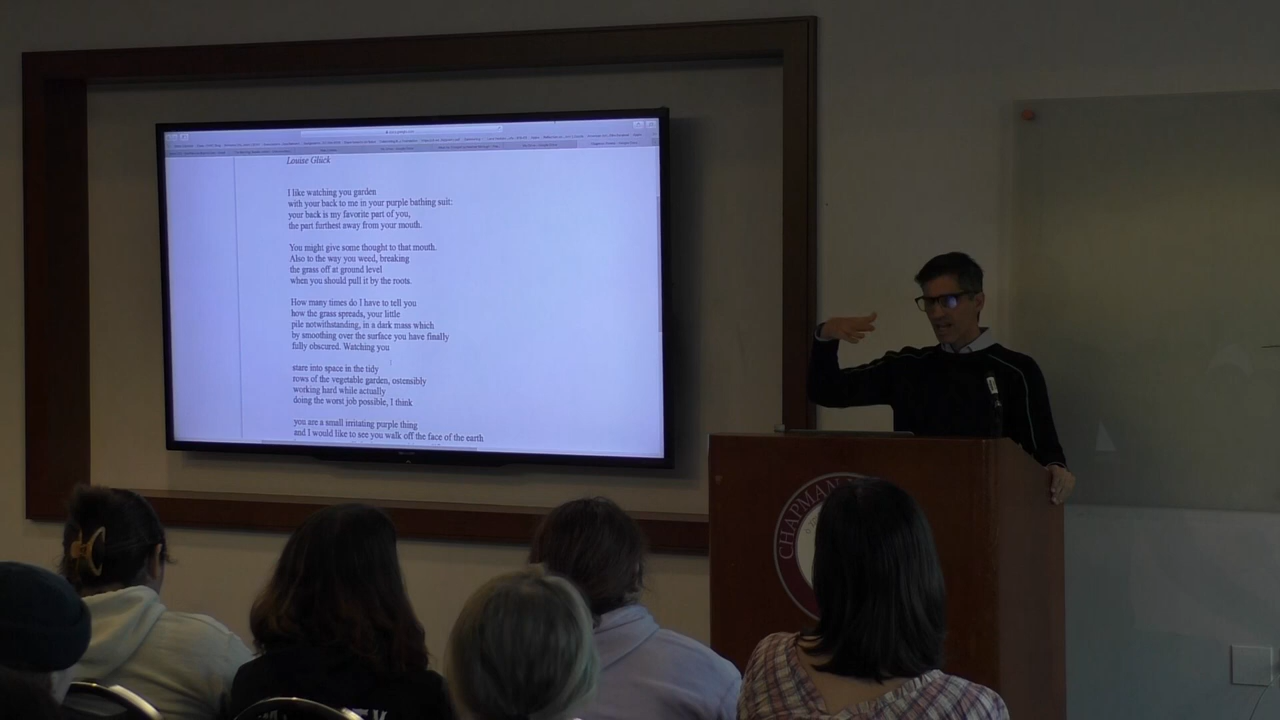 Louise Glück
I like watching you garden
with your back to me in your purple bathing suit:
your back is my favorite part of you,
the part furthest away from your mouth.
You might give some thought to that mouth.
Also to the way you weed, breaking
the grass off at ground level
when you should pull it by the roots.
How many times do I have to tell you
how the grass spreads, your little
pile notwithstanding, in a dark mass which
by smoothing over the surface you have finally
fully obscured. Watching you
stare into space in the tidy
rows of the vegetable garden, ostensibly
working hard while actually
doing the worst job possible, I think
you are a small irritating purple thing
and I would like to see you walk off the face of the earth
CHAPMAN